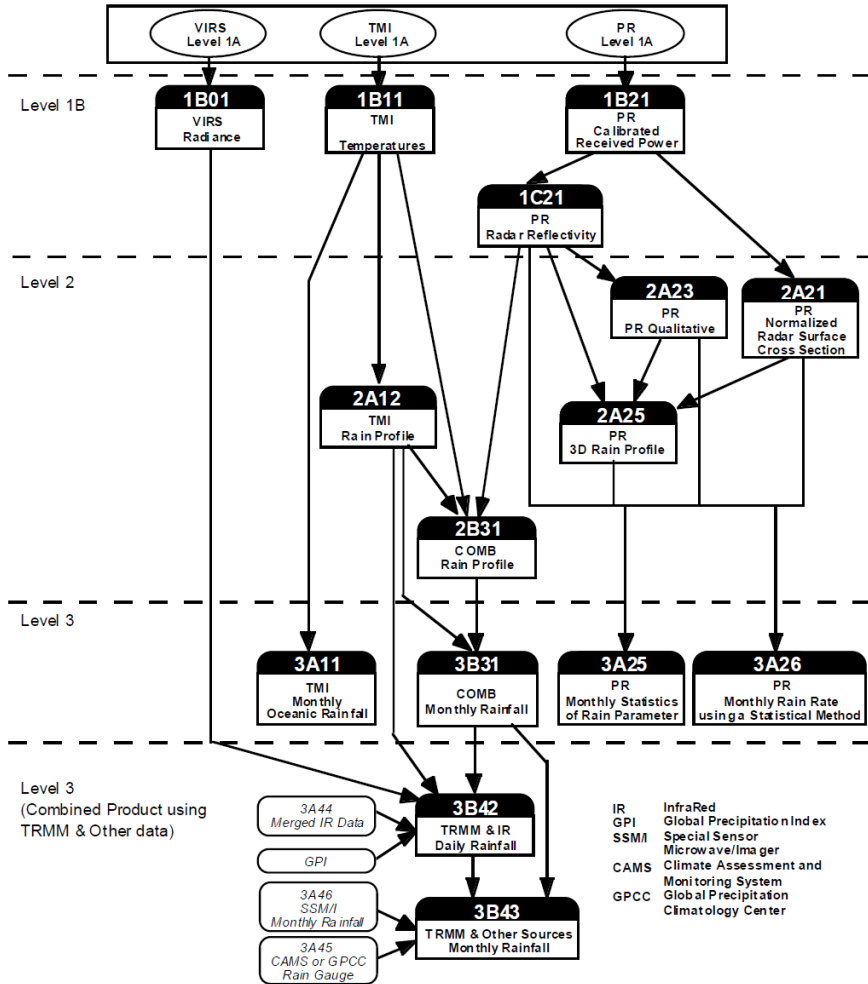 VIRS
Level 1A
TMI
Level 1A
PR
Level 1A
Level 1B
1B01
VIRS
Radiance
1B11
TMI
Temperatures
1B21
PR
Calibrated
Received Power
1C21
PR
Radar Reflectivity
Level 2
2A23
PR
PR Qualitative
2A21
PR
Normalized
Radar Surface
Cross Section
2A12
TMI
Rain Profile
2A25
PR
3D Rain Profile
2B31
COMB
Rain Profile
Level 3
3A11
TMI
Monthly
Oceanic Rainfall
3B31
COMB
Monthly Rainfall
3A25
PR
Monthly Statistics
of Rain Parameter
3A26
PR
Monthly Rain Rate
using a Statistical Method
Level 3
(Combined Product using
TRMM & Other data)
3A44
Merged IR Data
GPI
3A46
SSM/I
Monthly Rainfall
3A45
CAMS or GPCC
Rain Gauge
3B42
TRMM & IR
Daily Rainfall
3B43
TRMM & Other Sources
Monthly Rainfall
IR InfraRed
GPI Global Precipitation Index
SSM/I Special Sensor
Microwave/Imager
CAMS Climate Assessment and
Monitoring System
GPCC Global Precipitation
Climatology Center